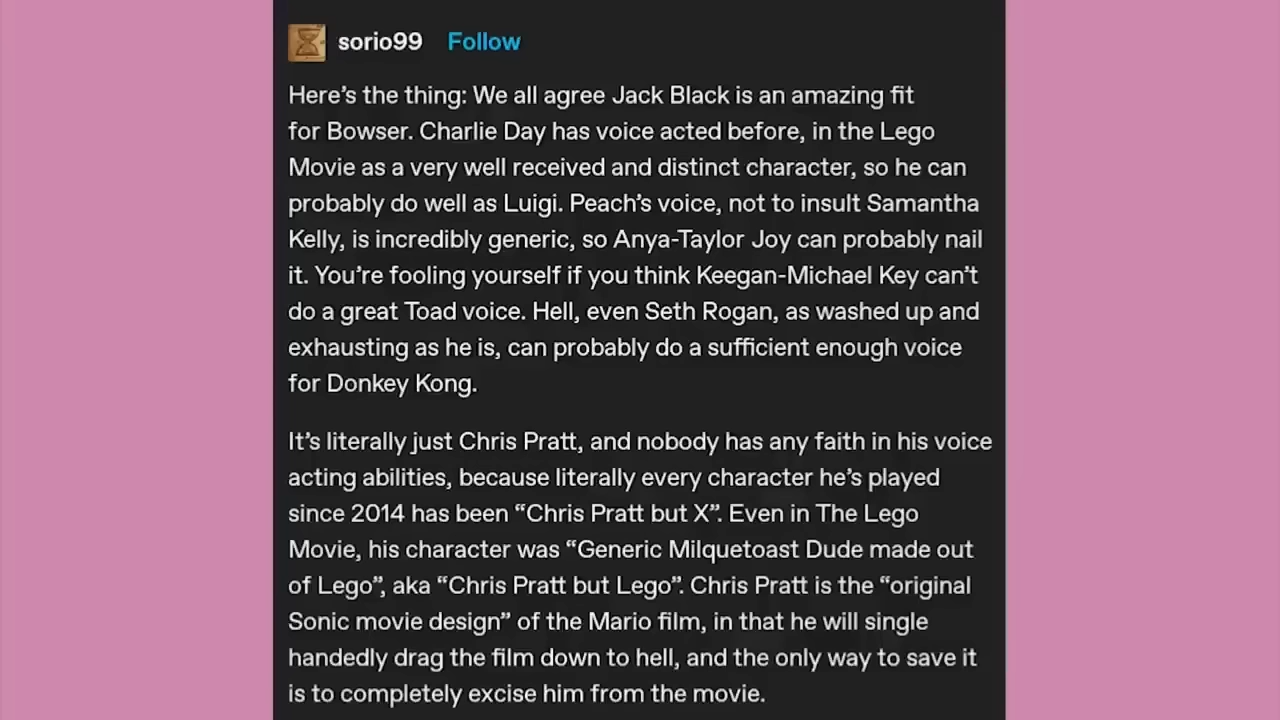 sorio99 Follow
Here’s the thing: We all agree Jack Black is an amazing fit
for Bowser. Charlie Day has voice acted before, in the Lego
Movie as a very well received and distinct character, so he can
probably do well as Luigi. Peach’s voice, not to insult Samantha
Kelly, is incredibly generic, so Anya-Taylor Joy can probably nail
it. You’re fooling yourself if you think Keegan-Michael Key can’t
do a great Toad voice. Hell, even Seth Rogan, as washed up and
exhausting as he is, can probably do a sufficient enough voice
for Donkey Kong.
It’s literally just Chris Pratt, and nobody has any faith in his voice
acting abilities, because literally every character he’s played
since 2014 has been “Chris Pratt but X”. Even in The Lego
Movie, his character was “Generic Milquetoast Dude made out
of Lego”, aka “Chris Pratt but Lego”. Chris Pratt is the “original
Sonic movie design” of the Mario film, in that he will single
handedly drag the film down to hell, and the only way to save it
is to completely excise him from the movie.